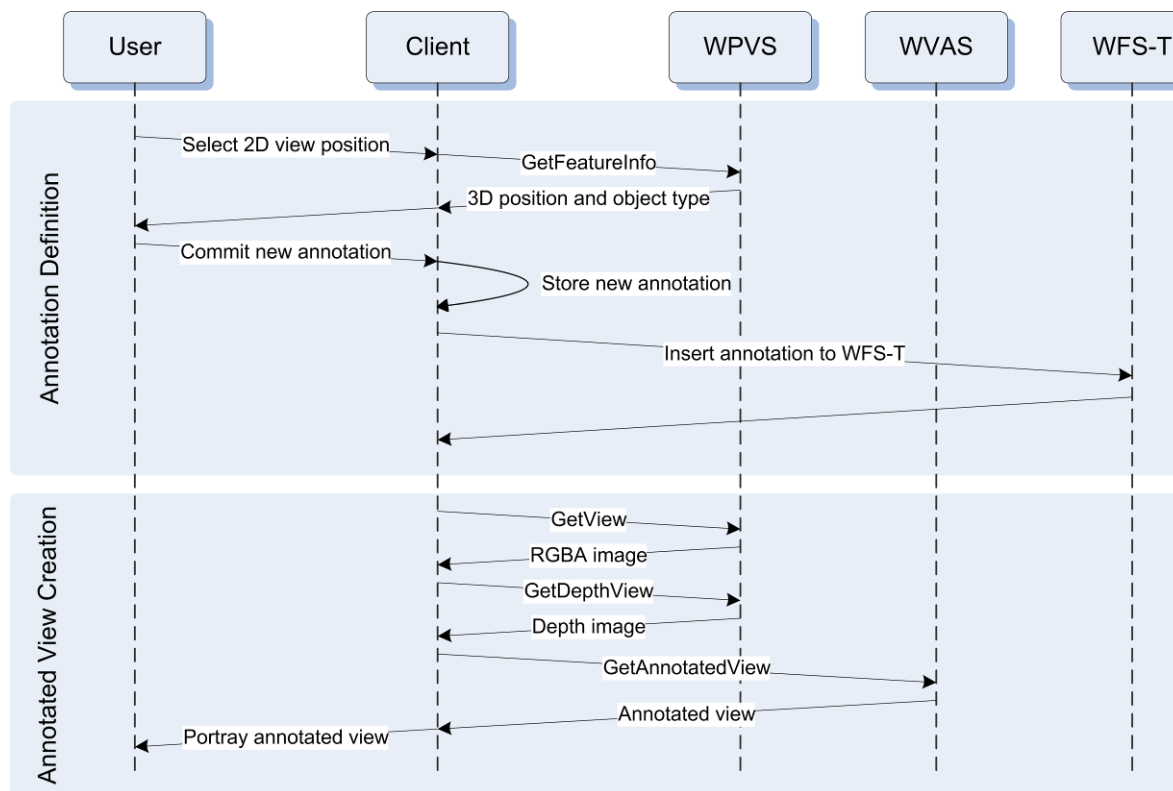 User
Client
WPVS
WVAS
WFS-T
Annotation Definition
Select 2D view position
GetFeatureInfo
3D position and object type
Commit new annotation
Store new annotation
Insert annotation to WFS-T
Annotated View Creation
GetView
RGBA image
GetDepthView
Depth image
GetAnnotatedView
Annotated view
Portray annotated view